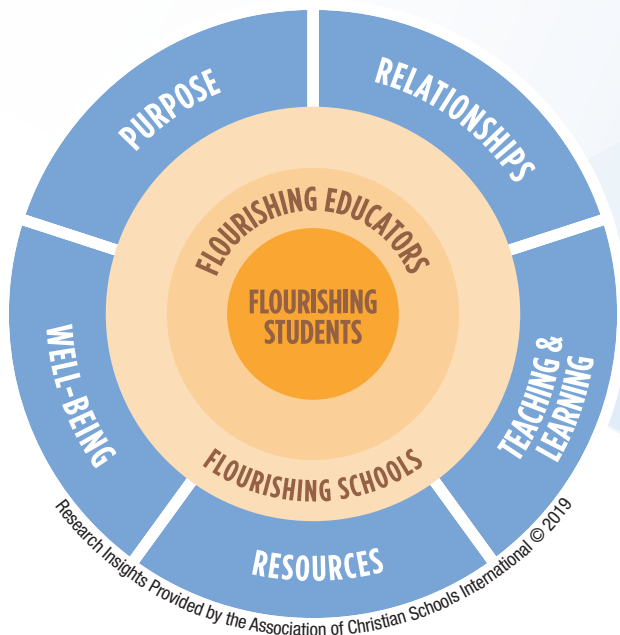 PURPOSE
RELATIONSHIPS
TEACHING &
LEARNING
RESOURCES
WELL-BEING
FLOURISHING EDUCATORS
FLOURISHING
STUDENTS
FLOURISHING SCHOOLS
Research Insights Provided by the Association of Christian Schools International © 2019